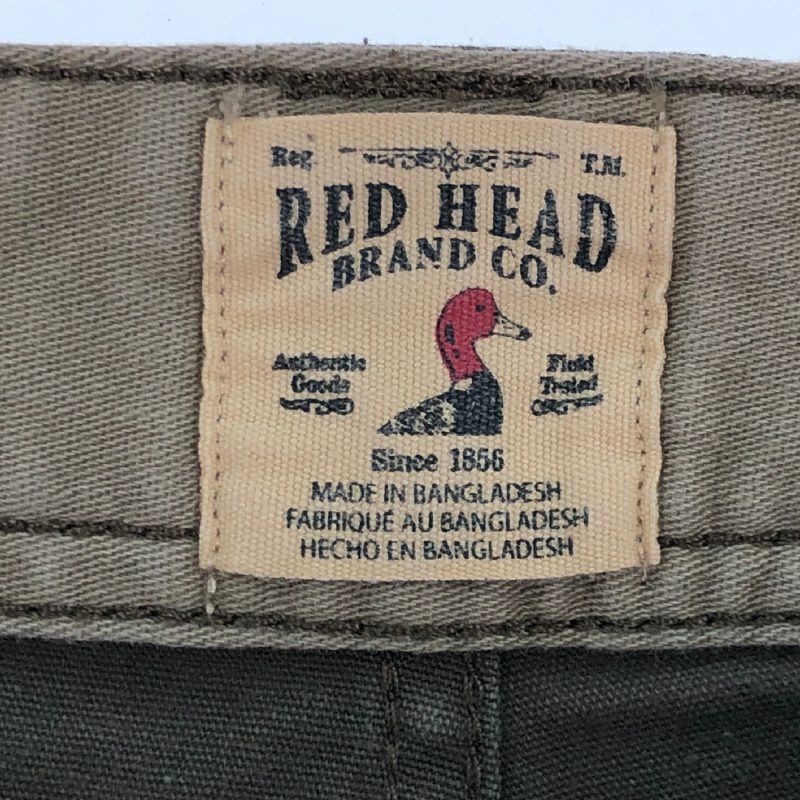 Reg. T.M.
RED HEAD
BRAND CO.
Authentic Field
Goods Tested
Since 1856
MADE IN BANGLADESH
FABRIQUÉ AU BANGLADESH
HECHO EN BANGLADESH